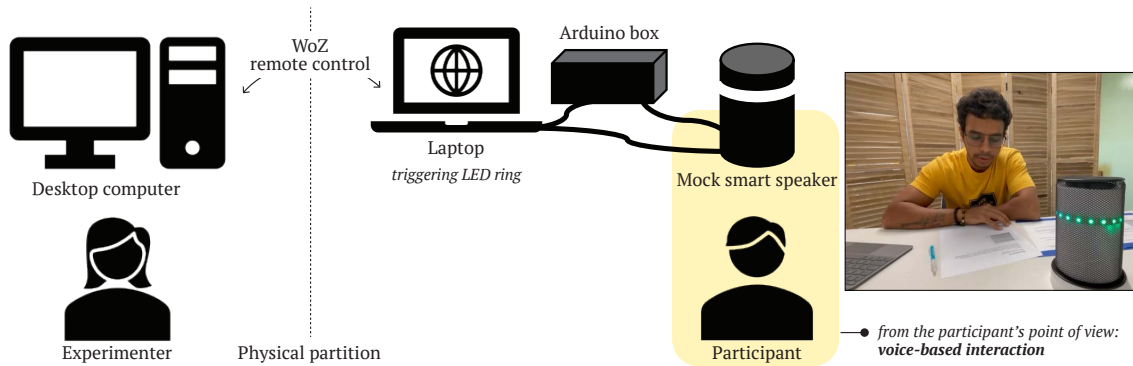 WoZ
remote control
Arduino box
Laptop
triggering LED ring
Desktop computer
Mock smart speaker
Experimenter
Physical partition
Participant
from the participant's point of view:
voice-based interaction